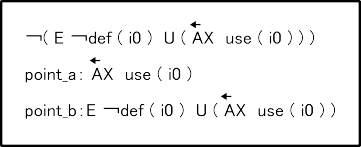 ¬( E ¬def ( i0 ) U ( A⃖X use ( i0 ) ) )
point_a: A⃖X use ( i0 )
point_b:E ¬def ( i0 ) U ( A⃖X use ( i0 ) )